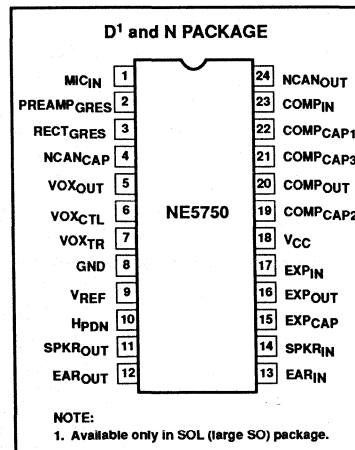 D1 and N PACKAGE
MICIN 1
PREAMPGRES 2
RECTGRES 3
NCANCAP 4
VOXOUT 5
VOXCTL 6
VOXTR 7
GND 8
VREF 9
HPDN 10
SPKROUT 11
EAROUT 12
NE5750
24 NCANOUT
23 COMPIN
22 COMPCAP1
21 COMPCAP3
20 COMPOUT
19 COMPCAP2
18 VCC
17 EXPIN
16 EXPOUT
15 EXPCAP
14 SPKRIN
13 EARIN
NOTE:
1. Available only in SOL (large SO) package.